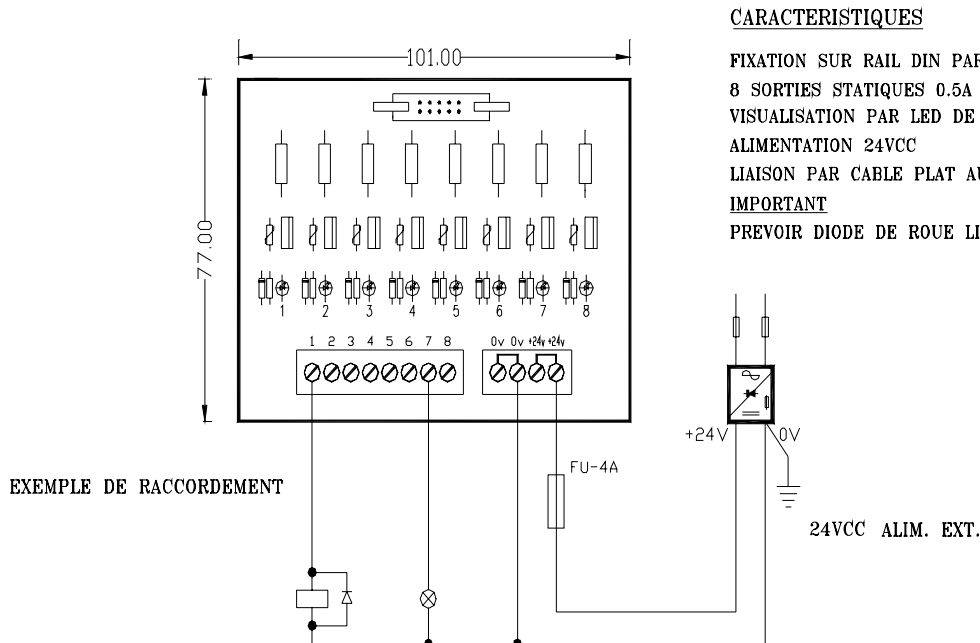 CARACTERISTIQUES
FIXATION SUR RAIL DIN PAR
8 SORTIES STATIQUES 0.5A
VISUALISATION PAR LED DE
ALIMENTATION 24VCC
LIAISON PAR CABLE PLAT
IMPORTANT
PREVOIR DIODE DE ROUE
101.00
77.00
1 2 3 4 5 6 7 8
1 2 3 4 5 6 7 8
0v 0v +24v +24v
+24V 0V
FU-4A
EXEMPLE DE RACCORDEMENT
24VCC ALIM. EXT.